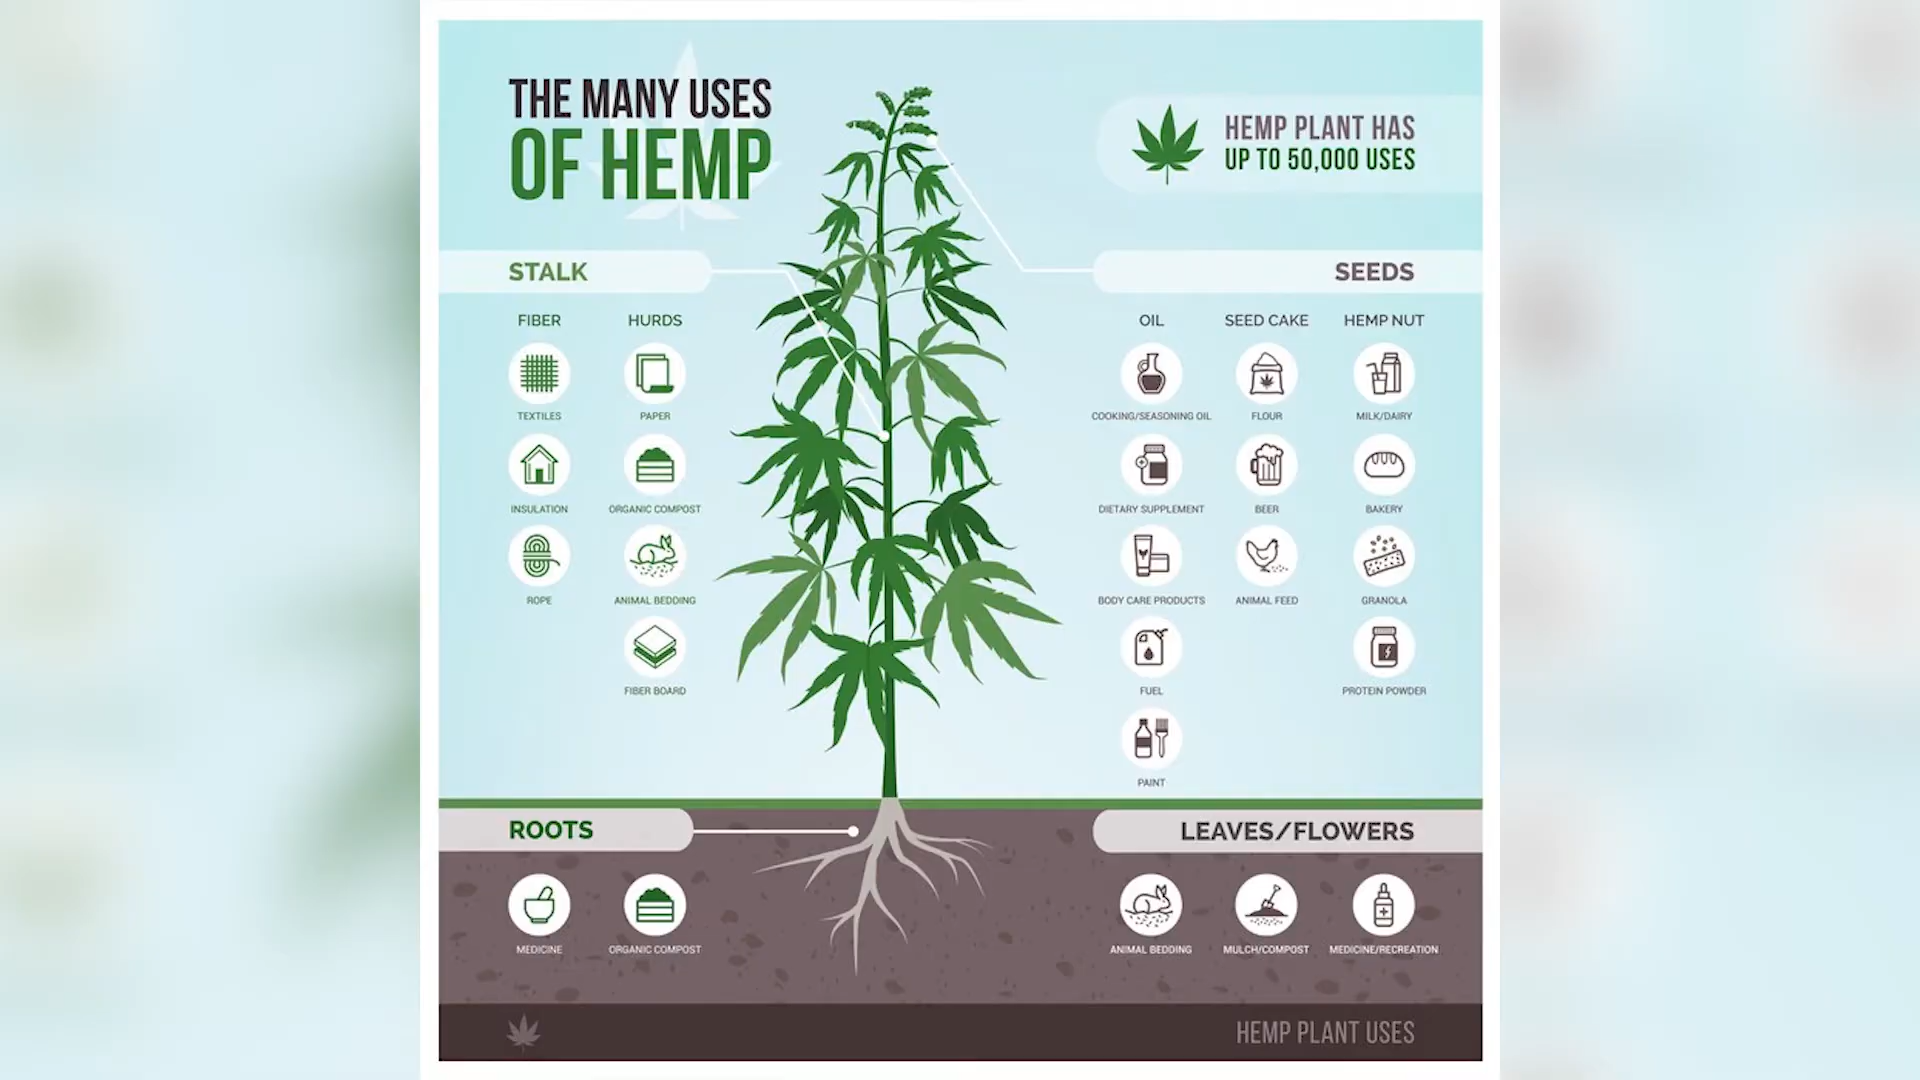 THE MANY USES
OF HEMP
HEMP PLANT HAS
UP TO 50,000 USES
STALK
FIBER
HURDS
TEXTILES
PAPER
INSULATION
ORGANIC COMPOST
ROPE
ANIMAL BEDDING
FIBER BOARD
SEEDS
OIL
SEED CAKE
HEMP NUT
COOKING/SEASONING OIL
FLOUR
MILK/DAIRY
DIETARY SUPPLEMENT
BEER
BAKERY
BODY CARE PRODUCTS
ANIMAL FEED
GRANOLA
FUEL
PROTEIN POWDER
PAINT
ROOTS
MEDICINE
ORGANIC COMPOST
LEAVES/FLOWERS
ANIMAL BEDDING
MULCH/COMPOST
MEDICINE/RECREATION
HEMP PLANT USES